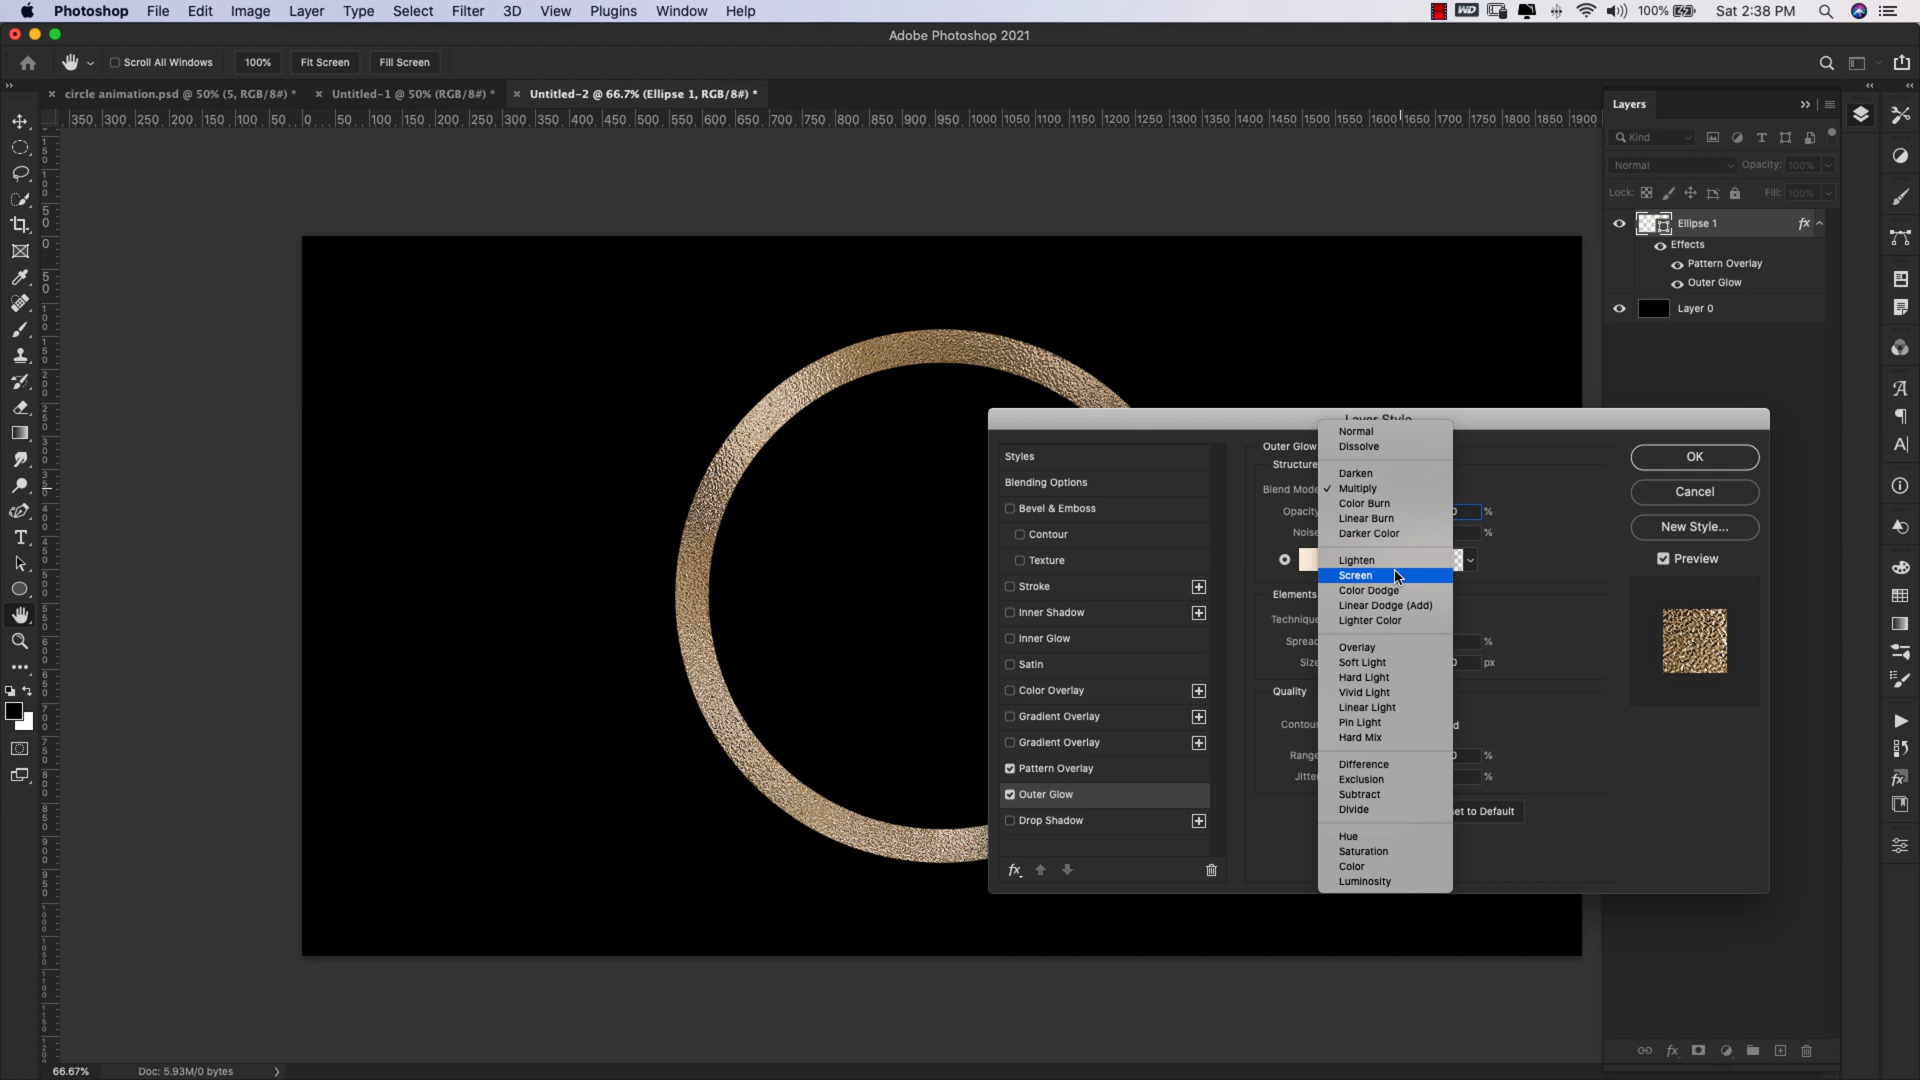 Photoshop File Edit Image Layer Type Select Filter 3D View Plugins Window Help
WD 100% Sat 2:38 PM
Adobe Photoshop 2021
Scroll All Windows 100% Fit Screen Fill Screen
circle animation.psd @ 50% (5, RGB/8#) * Untitled-1 @ 50% (RGB/8#) * Untitled-2 @ 66.7% (Ellipse 1, RGB/8#) *
350 300 250 200 150 100 50 0 50 100 150 200 250 300 350 400 450 500 550 600 650 700 750 800 850 900 950 1000 1050 1100 1150 1200 1250 1300 1350 1400 1450 1500 1550 1600 1650 1700 1750 1800 1850 1900
Layers
Kind
Normal Opacity: 100%
Lock: Fill: 100%
Ellipse 1 fx
Effects
Pattern Overlay
Outer Glow
Layer 0
Layer Style
Styles
Blending Options
Bevel & Emboss
Contour
Texture
Stroke
Inner Shadow
Inner Glow
Satin
Color Overlay
Gradient Overlay
Gradient Overlay
Pattern Overlay
Outer Glow
Drop Shadow
fx
Outer Glow
Structure
Blend Mode
Opacity %
Noise %
Elements
Technique
Spread %
Size px
Quality
Contour
Range %
Jitter %
set to Default
Normal
Dissolve
Darken
Multiply
Color Burn
Linear Burn
Darker Color
Lighten
Screen
Color Dodge
Linear Dodge (Add)
Lighter Color
Overlay
Soft Light
Hard Light
Vivid Light
Linear Light
Pin Light
Hard Mix
Difference
Exclusion
Subtract
Divide
Hue
Saturation
Color
Luminosity
OK
Cancel
New Style...
Preview
66.67% Doc: 5.93M/0 bytes